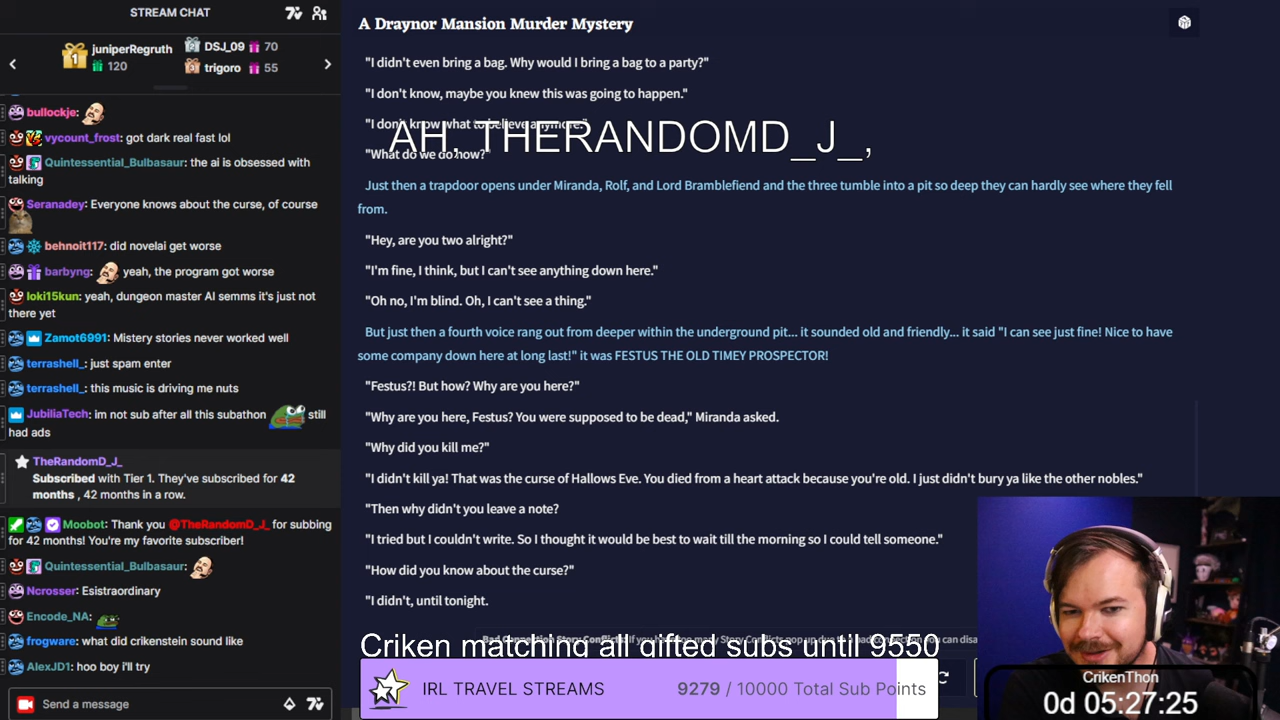 STREAM CHAT
juniperRegruth
120
DSJ_09 70
trigoro 55
bullockje:
vycount_frost: got dark real fast lol
Quintessential_Bulbasaur: the ai is obsessed with
talking
Seranadey: Everyone knows about the curse, of course
behnoit117: did novelai get worse
barbyng: yeah, the program got worse
loki15kun: yeah, dungeon master AI semms it's just not
there yet
Zamot6991: Mistery stories never worked well
terrashell_: just spam enter
terrashell_: this music is driving me nuts
JubiliaTech: im not sub after all this subathon still
had ads
TheRandomD_J_
Subscribed with Tier 1. They've subscribed for 42
months , 42 months in a row.
Moobot: Thank you @TheRandomD_J_ for subbing
for 42 months! You're my favorite subscriber!
Quintessential_Bulbasaur:
Ncrosser: Esistraordinary
Encode_NA:
frogware: what did crikenstein sound like
AlexJD1: hoo boy i'll try
Send a message
A Draynor Mansion Murder Mystery
"I didn't even bring a bag. Why would I bring a bag to a party?"
"I don't know, maybe you knew this was going to happen."
"I don't know what to believe anymore."
AH, THERANDOMD_J_,
"What do we do now?"
Just then a trapdoor opens under Miranda, Rolf, and Lord Bramblefiend and the three tumble into a pit so deep they can hardly see where they fell
from.
"Hey, are you two alright?"
"I'm fine, I think, but I can't see anything down here."
"Oh no, I'm blind. Oh, I can't see a thing."
But just then a fourth voice rang out from deeper within the underground pit... it sounded old and friendly... it said "I can see just fine! Nice to have
some company down here at long last!" it was FESTUS THE OLD TIMEY PROSPECTOR!
"Festus?! But how? Why are you here?"
"Why are you here, Festus? You were supposed to be dead," Miranda asked.
"Why did you kill me?"
"I didn't kill ya! That was the curse of Hallows Eve. You died from a heart attack because you're old. I just didn't bury ya like the other nobles."
"Then why didn't you leave a note?
"I tried but I couldn't write. So I thought it would be best to wait till the morning so I could tell someone."
"How did you know about the curse?"
"I didn't, until tonight.
Criken matching all gifted subs until 9550
IRL TRAVEL STREAMS 9279 / 10000 Total Sub Points
CrikenThon
0d 05:27:25